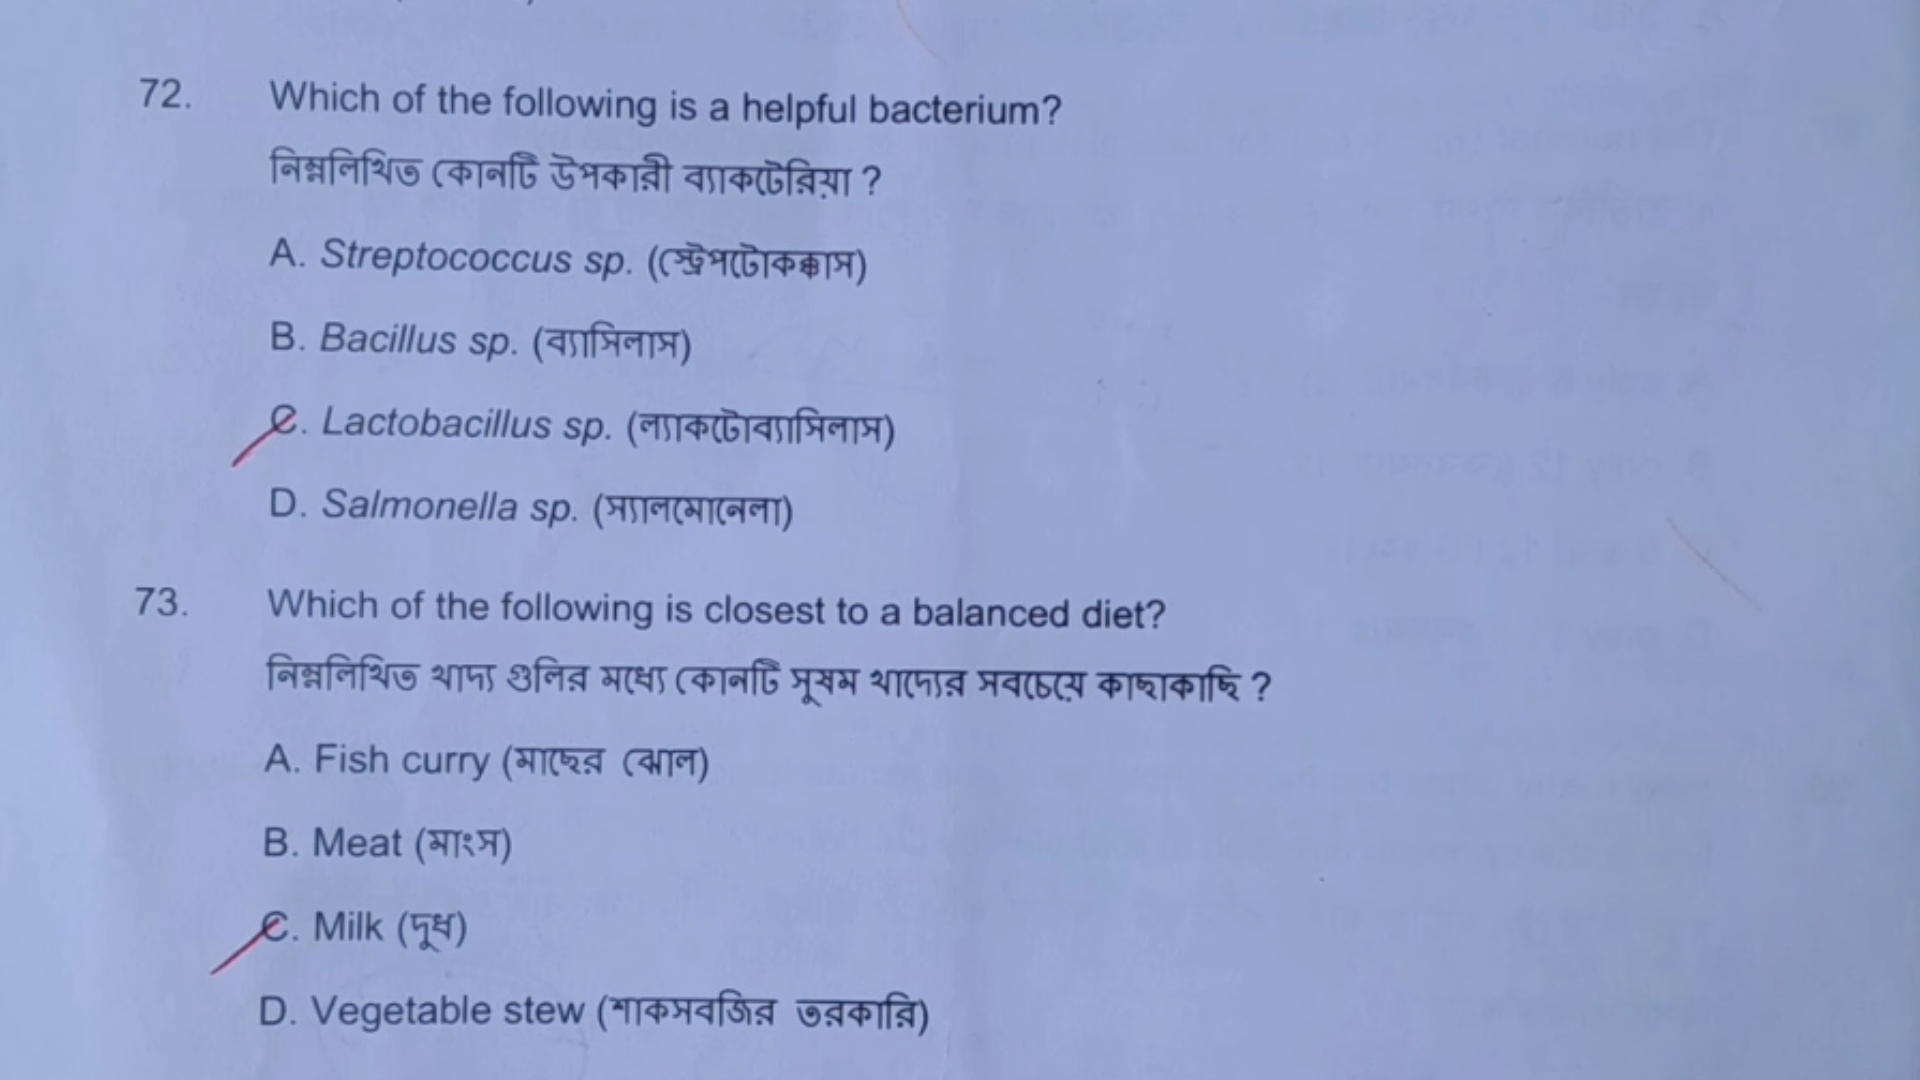 72. Which of the following is a helpful bacterium?
নিম্নলিখিত কোনটি উপকারী ব্যাকটেরিয়া ?
A. Streptococcus sp. (স্ট্রেপটোকক্কাস)
B. Bacillus sp. (ব্যাসিলাস)
C. Lactobacillus sp. (ল্যাকটোব্যাসিলাস)
D. Salmonella sp. (স্যালমোনেলা)
73. Which of the following is closest to a balanced diet?
নিম্নলিখিত খাদ্য গুলির মধ্যে কোনটি সুষম খাদ্যের সবচেয়ে কাছাকাছি ?
A. Fish curry (মাছের ঝোল)
B. Meat (মাংস)
C. Milk (দুধ)
D. Vegetable stew (শাকসবজির তরকারি)